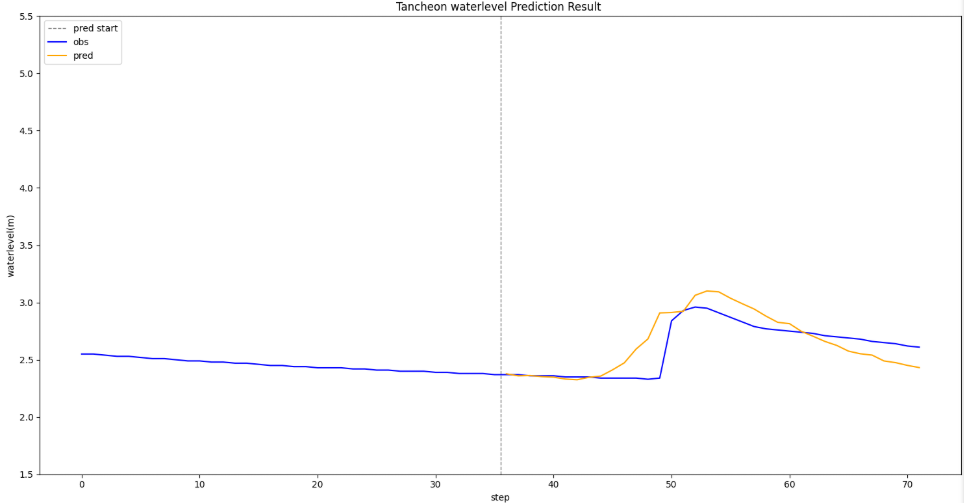 Tancheon waterlevel Prediction Result
pred start
obs
pred
waterlevel(m)
5.5
5.0
4.5
4.0
3.5
3.0
2.5
2.0
1.5
0 10 20 30 40 50 60 70
step